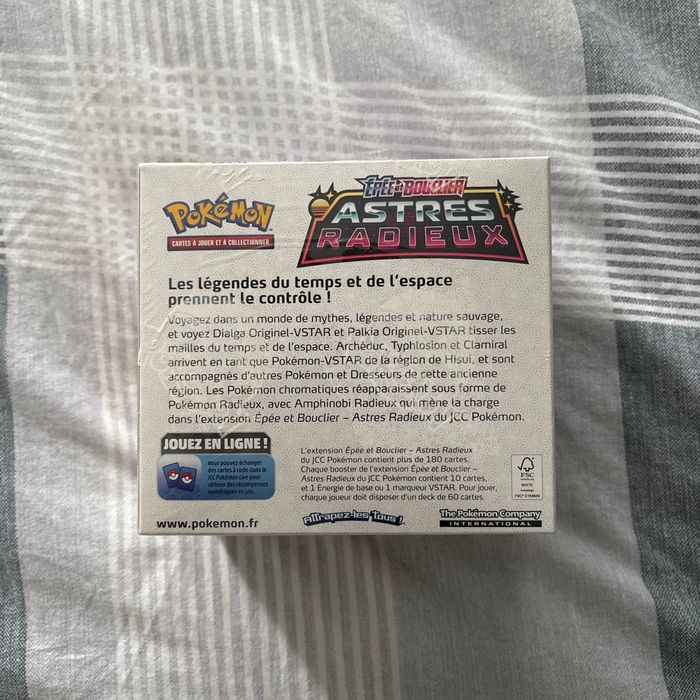 POKÉMON
CARTES À JOUER ET À COLLECTIONNER
ÉPÉE ET BOUCLIER
ASTRES
RADIEUX
Les légendes du temps et de l'espace
prennent le contrôle !
Voyagez dans un monde de mythes, légendes et nature sauvage,
et voyez Dialga Originel-VSTAR et Palkia Originel-VSTAR tisser les
mailles du temps et de l'espace. Archéduc, Typhlosion et Clamiral
arrivent en tant que Pokémon-VSTAR de la région de Hisui, et sont
accompagnés d'autres Pokémon et Dresseurs de cette ancienne
région. Les Pokémon chromatiques réapparaissent sous forme de
Pokémon Radieux, avec Amphinobi Radieux qui mène la charge
dans l'extension Épée et Bouclier – Astres Radieux du JCC Pokémon.
JOUEZ EN LIGNE !
Vous pouvez échanger
des cartes à code dans le
JCC Pokémon Live pour
obtenir des récompenses
numériques en jeu.
L'extension Épée et Bouclier – Astres Radieux
du JCC Pokémon contient plus de 180 cartes.
Chaque booster de l'extension Épée et Bouclier –
Astres Radieux du JCC Pokémon contient 10 cartes,
et 1 Énergie de base ou 1 marqueur VSTAR. Pour jouer,
chaque joueur doit disposer d'un deck de 60 cartes.
FSC
MIXTE
www.pokemon.fr
Attrapez-les Tous !
The Pokémon Company
INTERNATIONAL